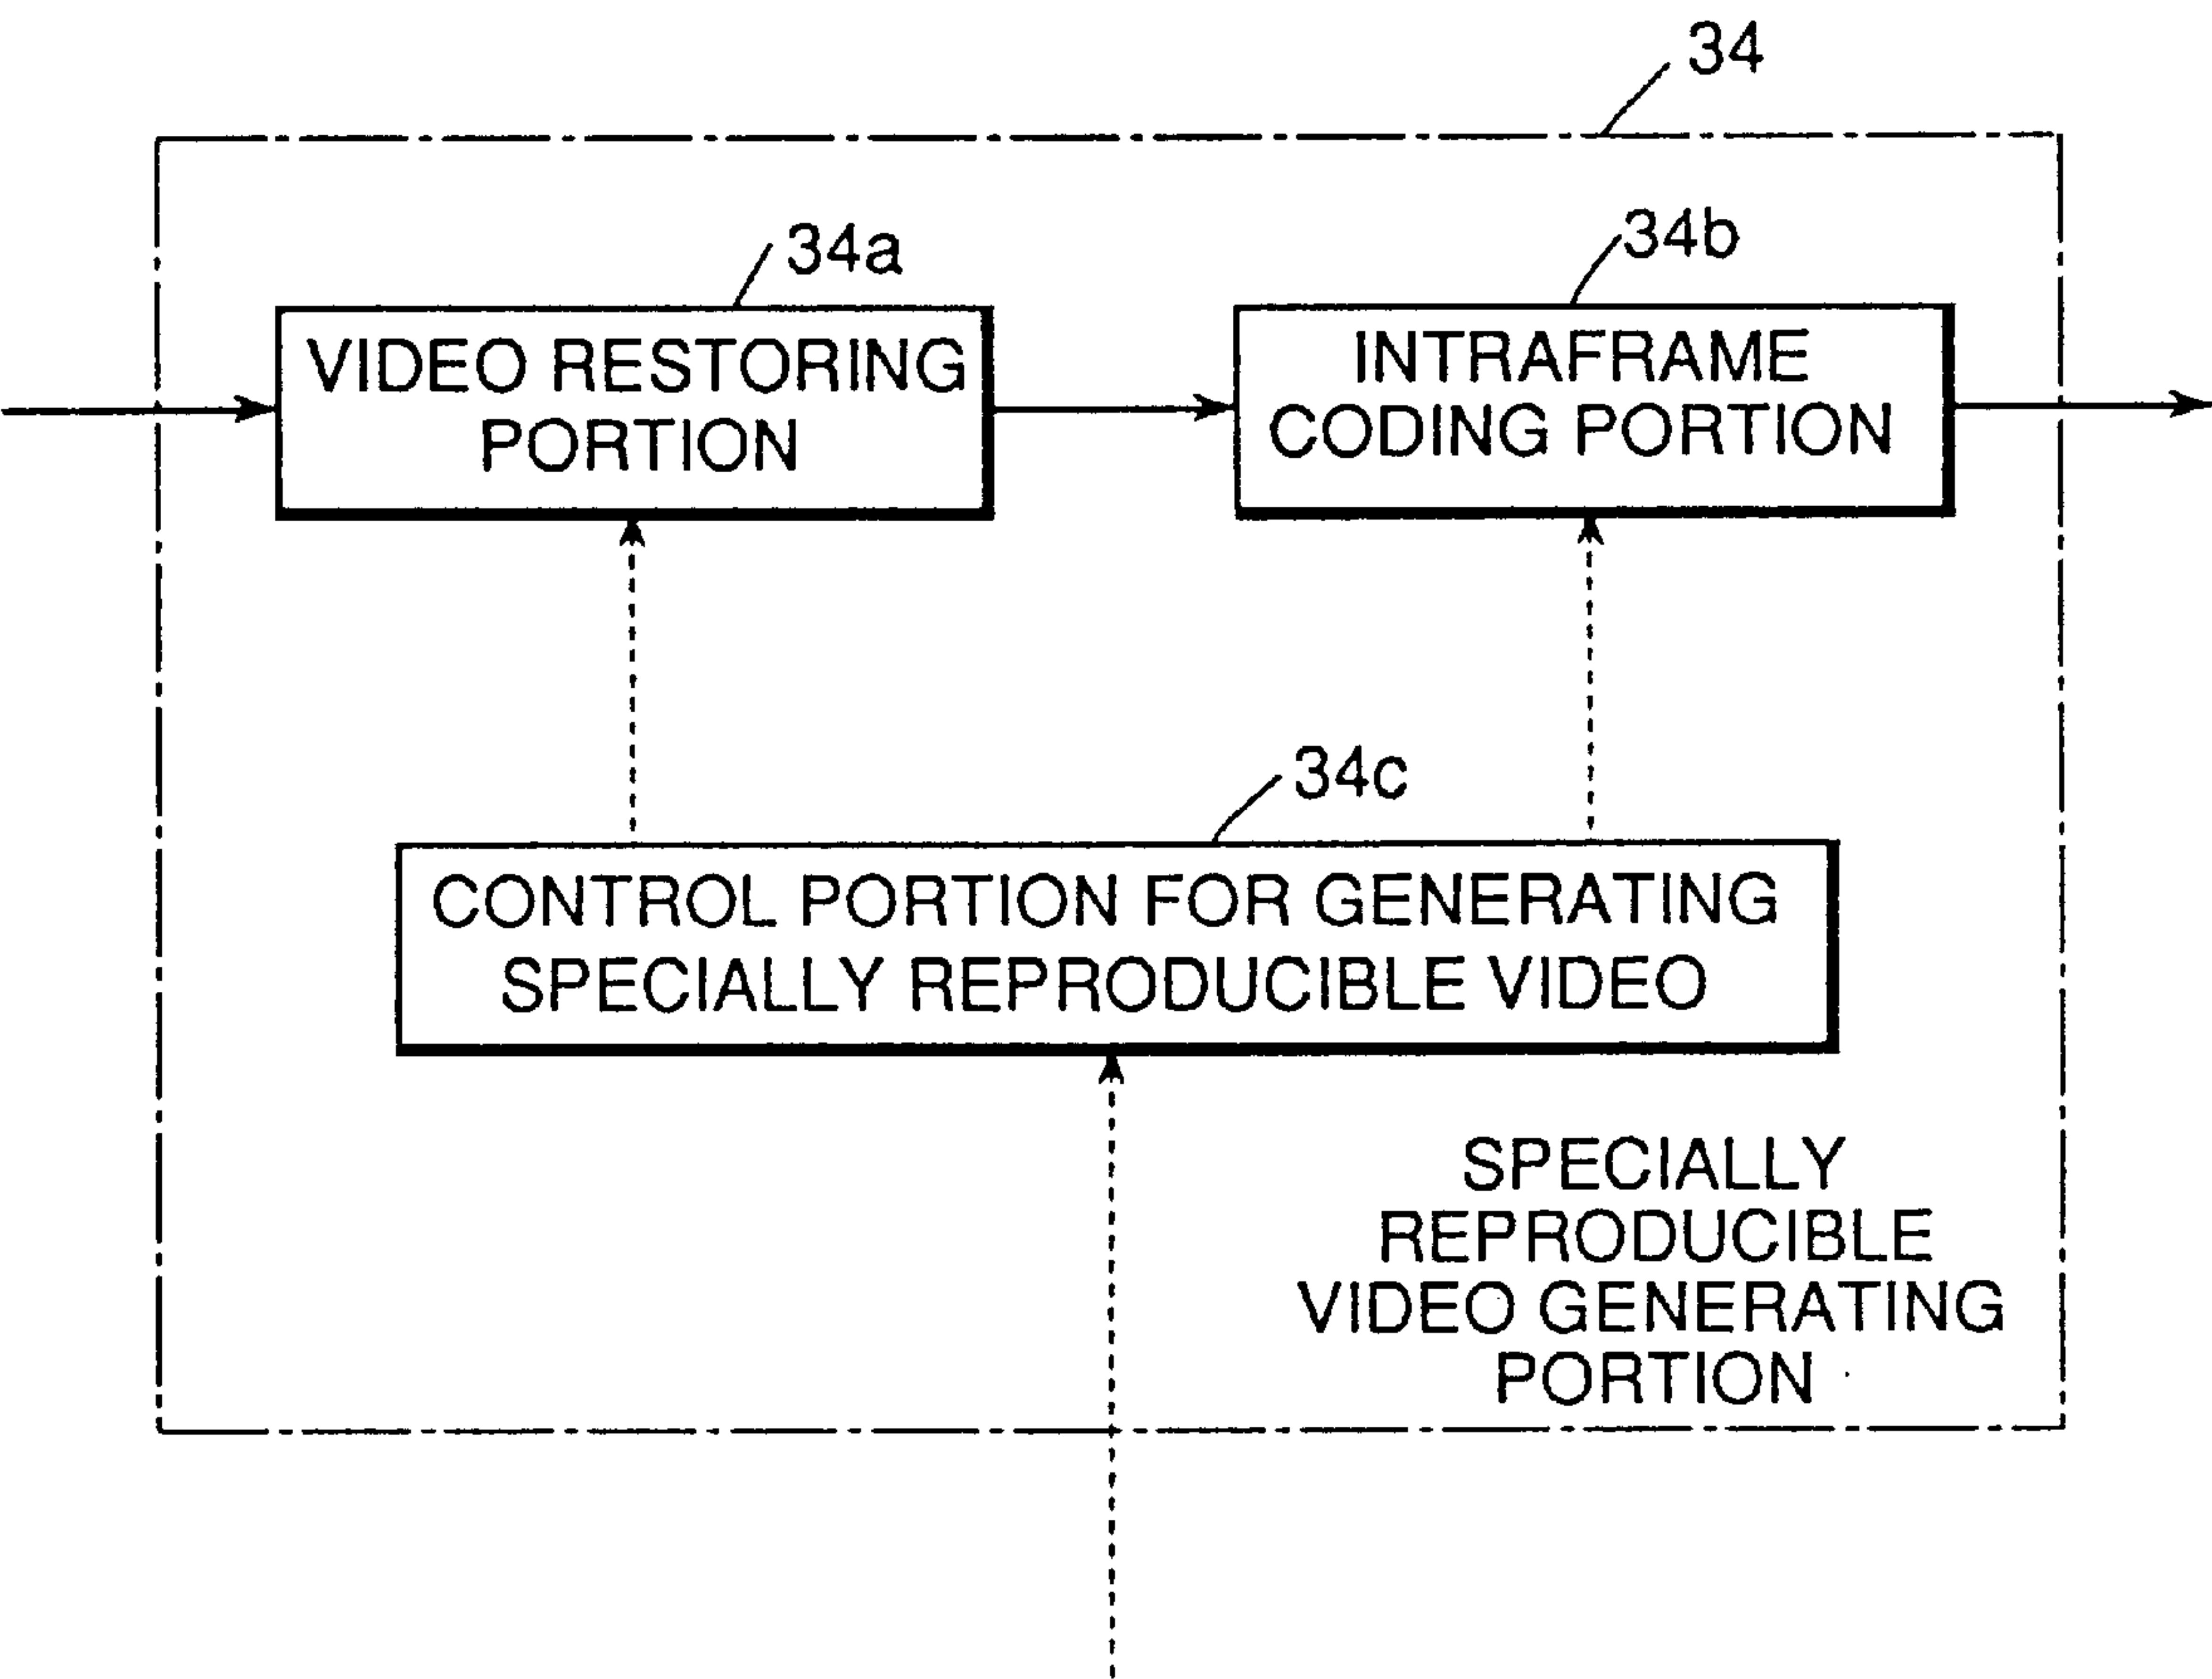 34
34a
34b
VIDEO RESTORING
PORTION
INTRAFRAME
CODING PORTION
34c
CONTROL PORTION FOR GENERATING
SPECIALLY REPRODUCIBLE VIDEO
SPECIALLY
REPRODUCIBLE
VIDEO GENERATING
PORTION